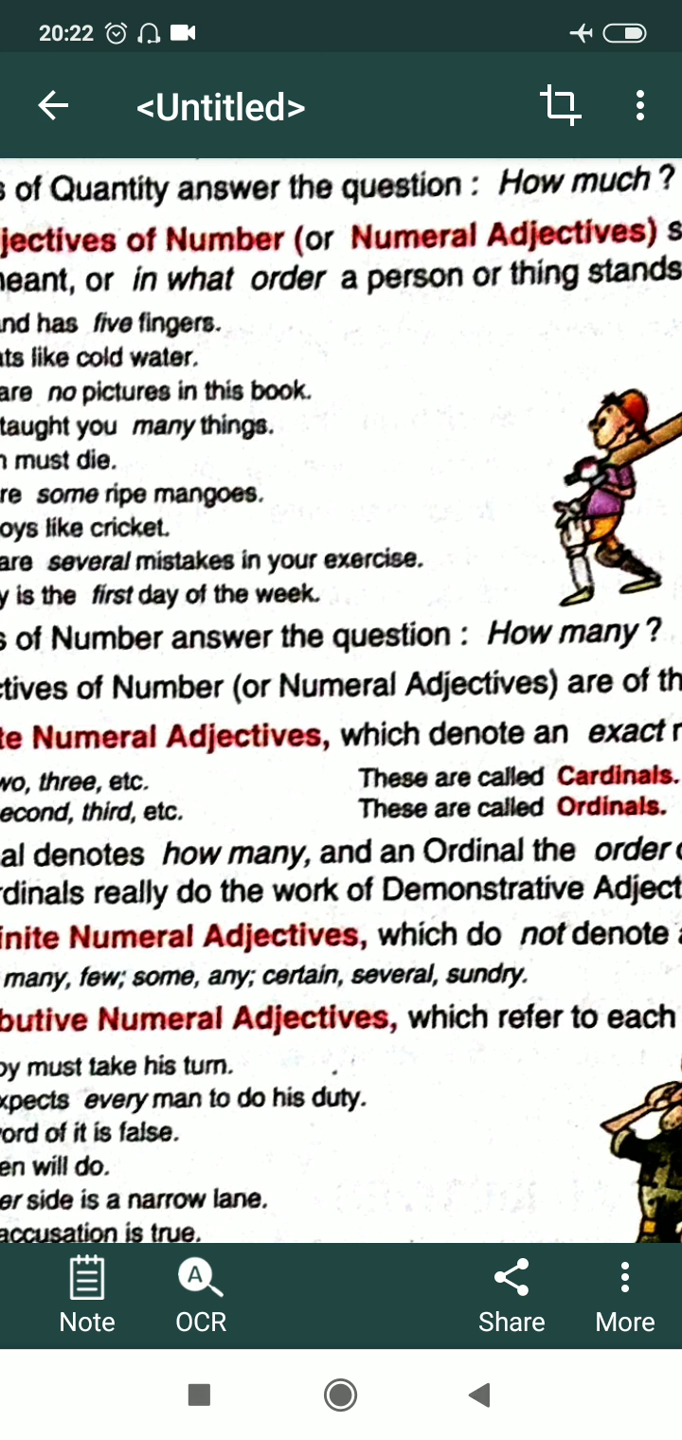 20:22
<Untitled>
s of Quantity answer the question : How much ?
jectives of Number (or Numeral Adjectives) s
eant, or in what order a person or thing stands
nd has five fingers.
ts like cold water.
are no pictures in this book.
taught you many things.
must die.
re some ripe mangoes.
oys like cricket.
are several mistakes in your exercise.
y is the first day of the week.
s of Number answer the question : How many ?
ctives of Number (or Numeral Adjectives) are of th
te Numeral Adjectives, which denote an exact
wo, three, etc. These are called Cardinals.
econd, third, etc. These are called Ordinals.
al denotes how many, and an Ordinal the order
rdinals really do the work of Demonstrative Adject
inite Numeral Adjectives, which do not denote a
many, few; some, any; certain, several, sundry.
butive Numeral Adjectives, which refer to each
oy must take his turn.
xpects every man to do his duty.
ord of it is false.
en will do.
er side is a narrow lane.
accusation is true.
A
Note OCR Share More